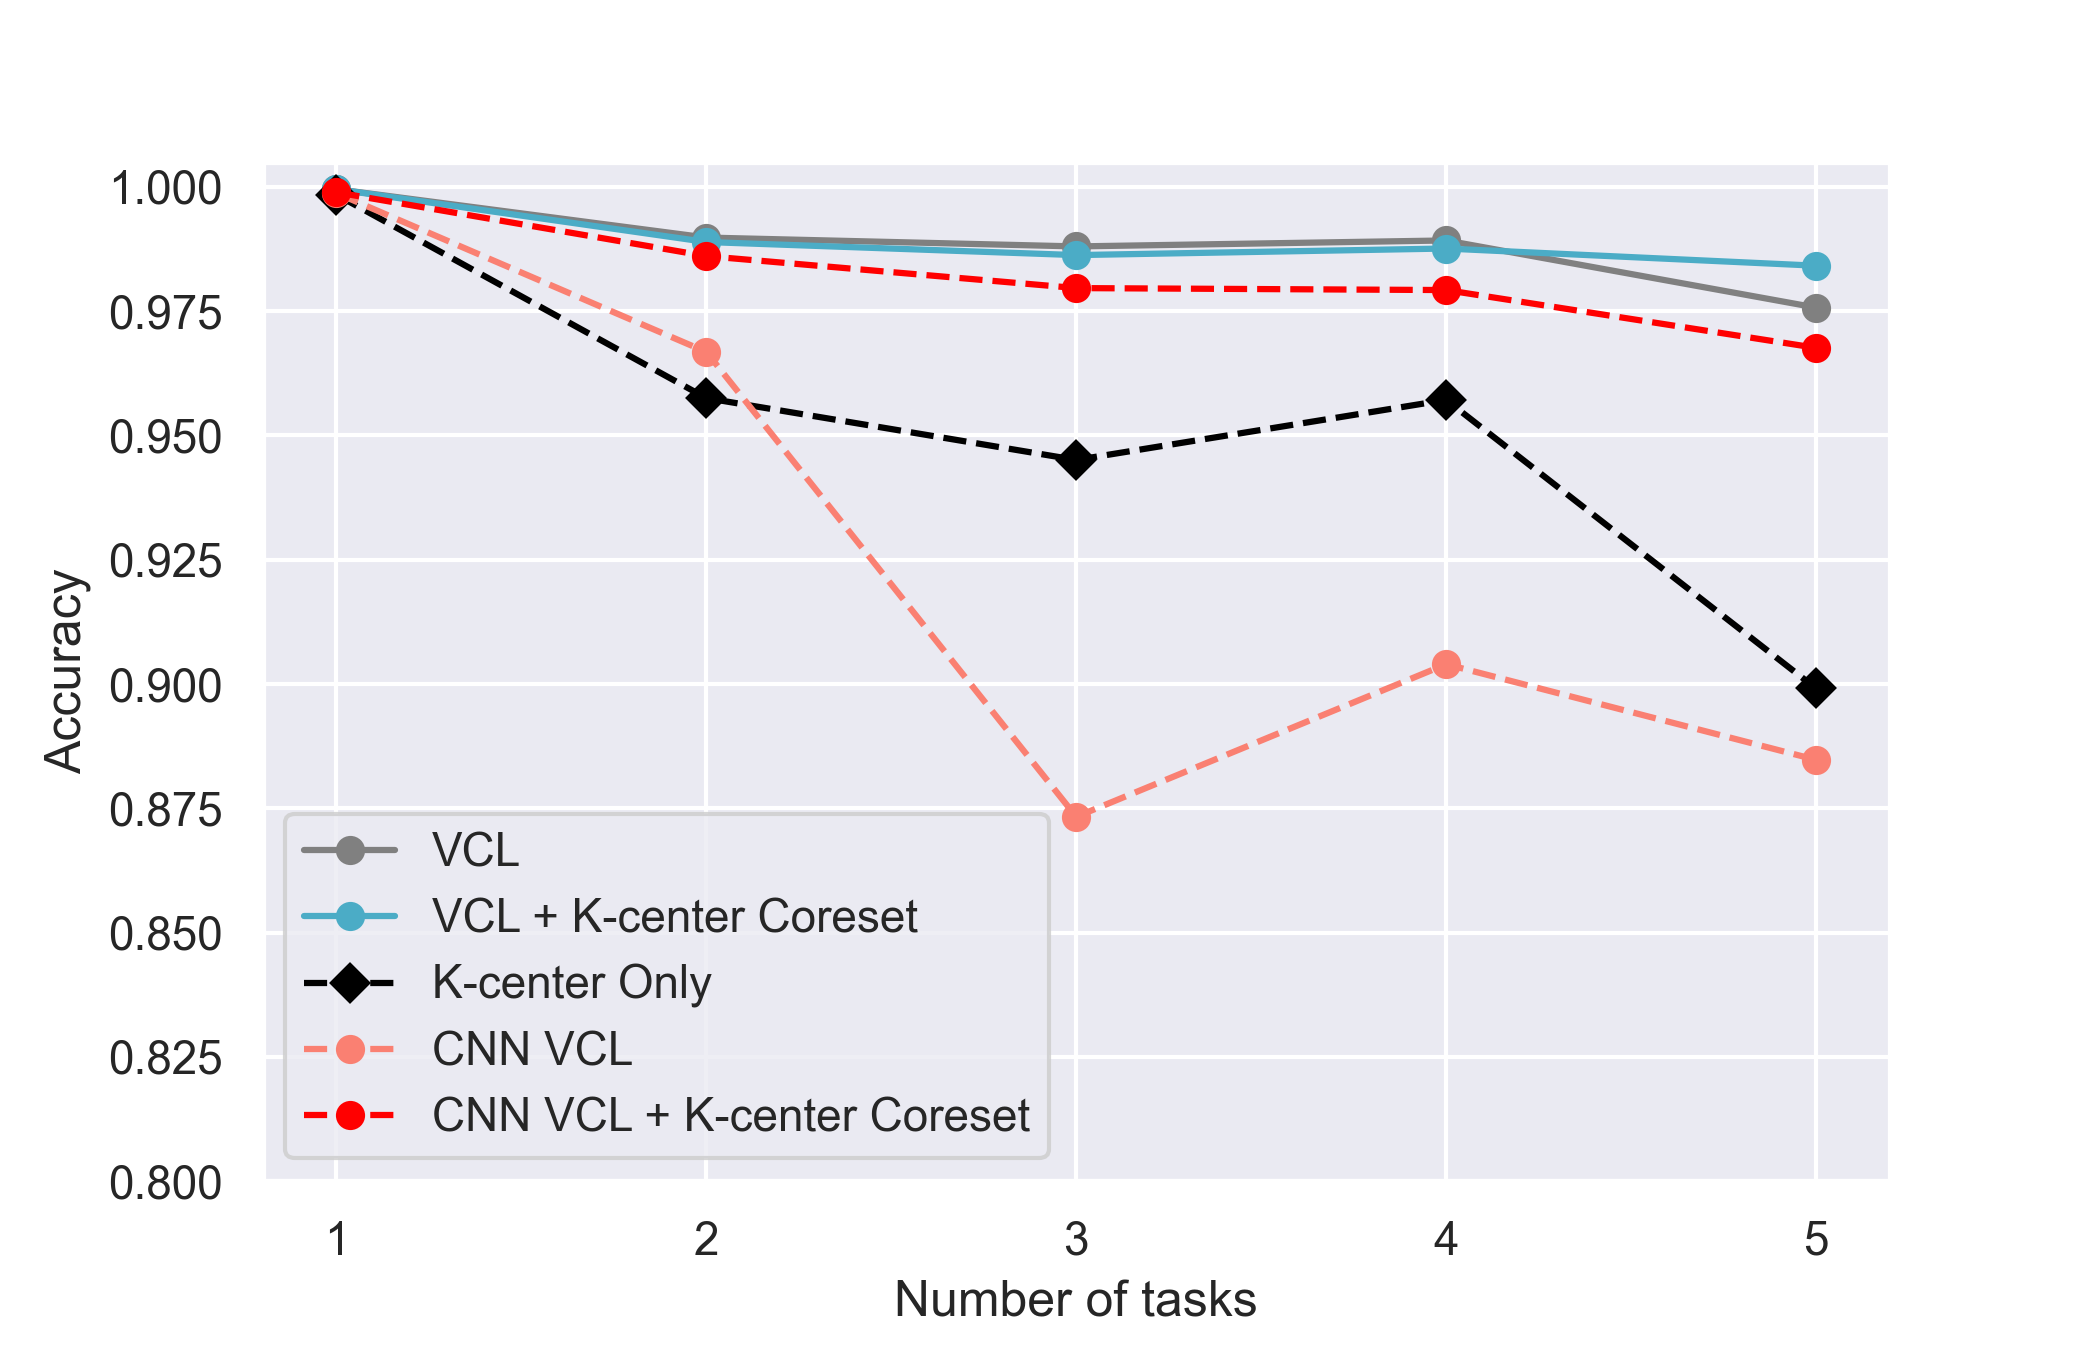 1.000
0.975
0.950
0.925
0.900
0.875
0.850
0.825
0.800
Accuracy
VCL
VCL + K-center Coreset
K-center Only
CNN VCL
CNN VCL + K-center Coreset
1 2 3 4 5
Number of tasks